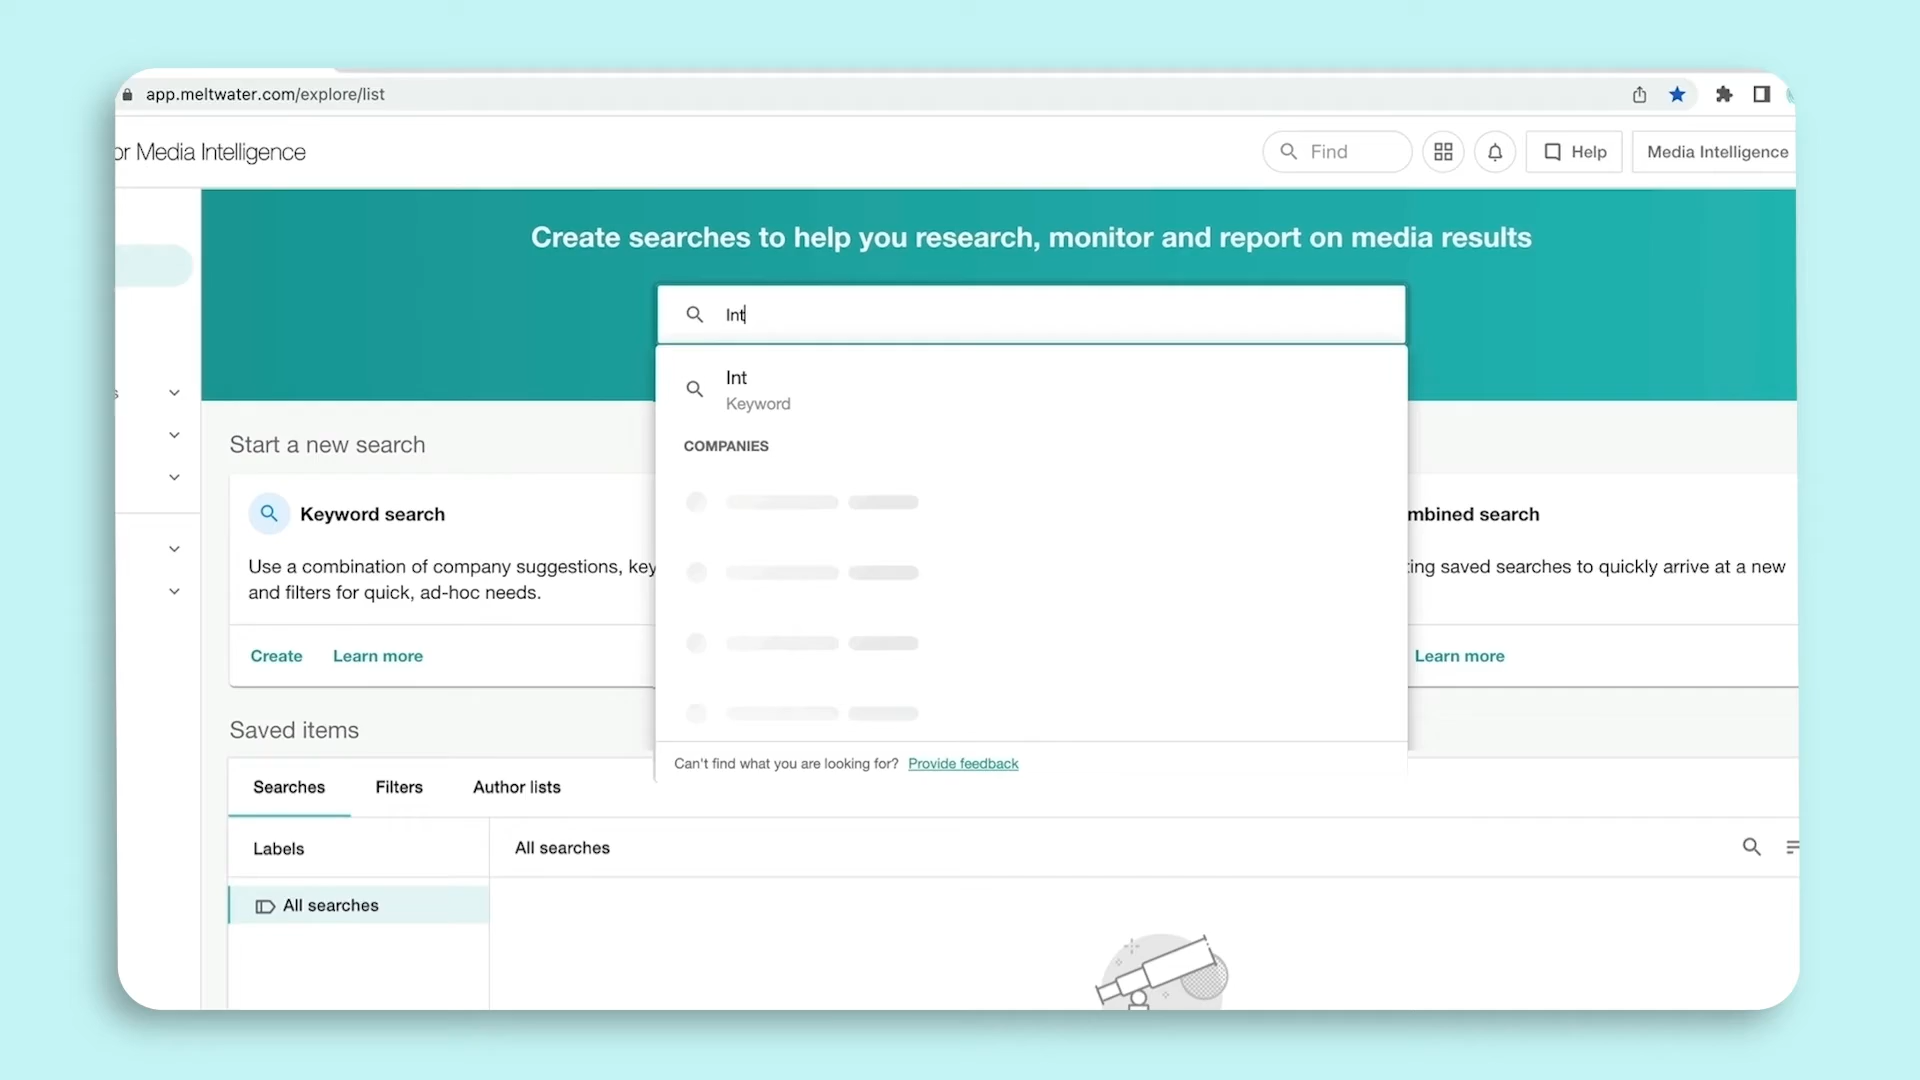 app.meltwater.com/explore/list
or Media Intelligence
Find
Help
Media Intelligence
Create searches to help you research, monitor and report on media results
Int
Int
Keyword
COMPANIES
Start a new search
Keyword search
mbined search
Use a combination of company suggestions, key
and filters for quick, ad-hoc needs.
ting saved searches to quickly arrive at a new
Create
Learn more
Learn more
Saved items
Can't find what you are looking for? Provide feedback
Searches
Filters
Author lists
Labels
All searches
All searches